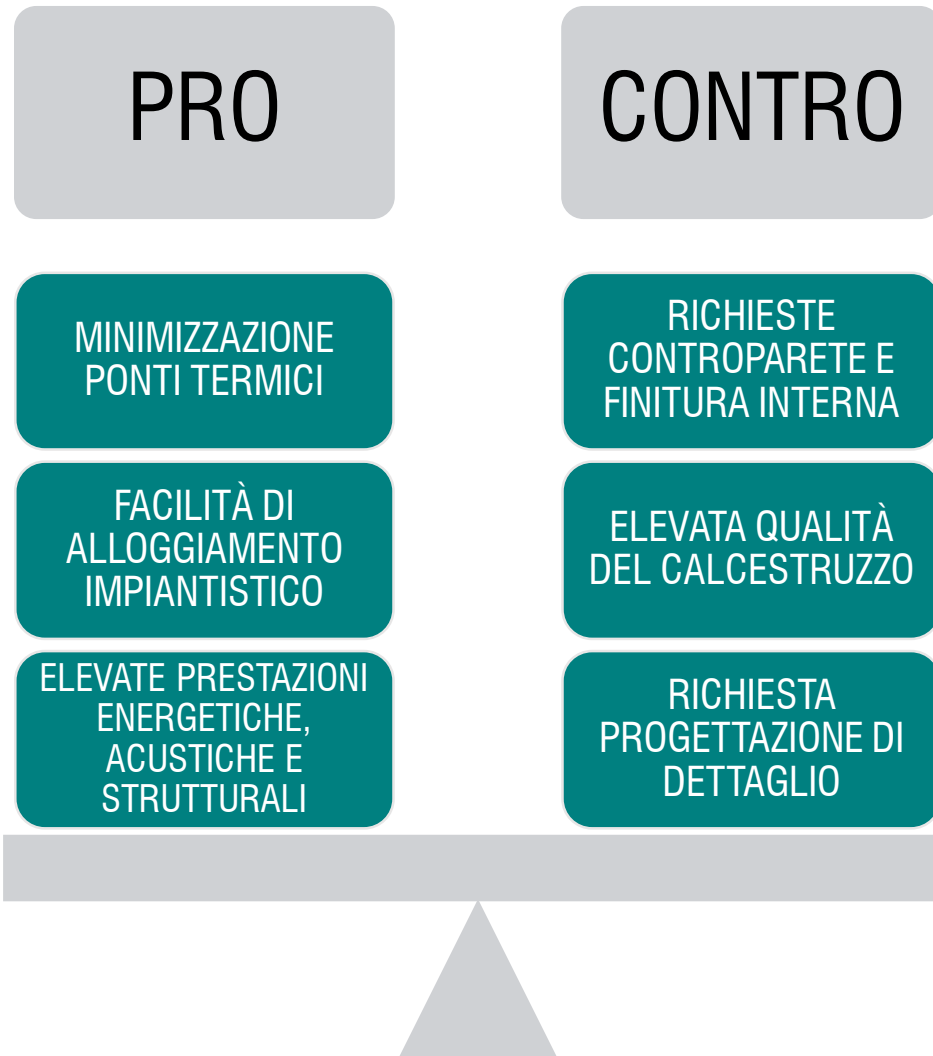 PRO
MINIMIZZAZIONE
PONTI TERMICI
FACILITÀ DI
ALLOGGIAMENTO
IMPIANTISTICO
ELEVATE PRESTAZIONI
ENERGETICHE,
ACUSTICHE E
STRUTTURALI
CONTRO
RICHIESTE
CONTROPARETE E
FINITURA INTERNA
ELEVATA QUALITÀ
DEL CALCESTRUZZO
RICHIESTA
PROGETTAZIONE DI
DETTAGLIO